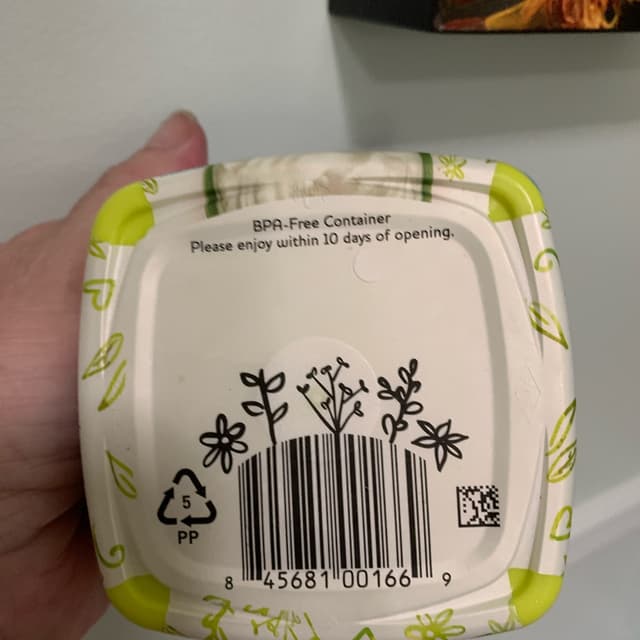 BPA-Free Container
Please enjoy within 10 days of opening.
5
PP
8 45681 00166 9